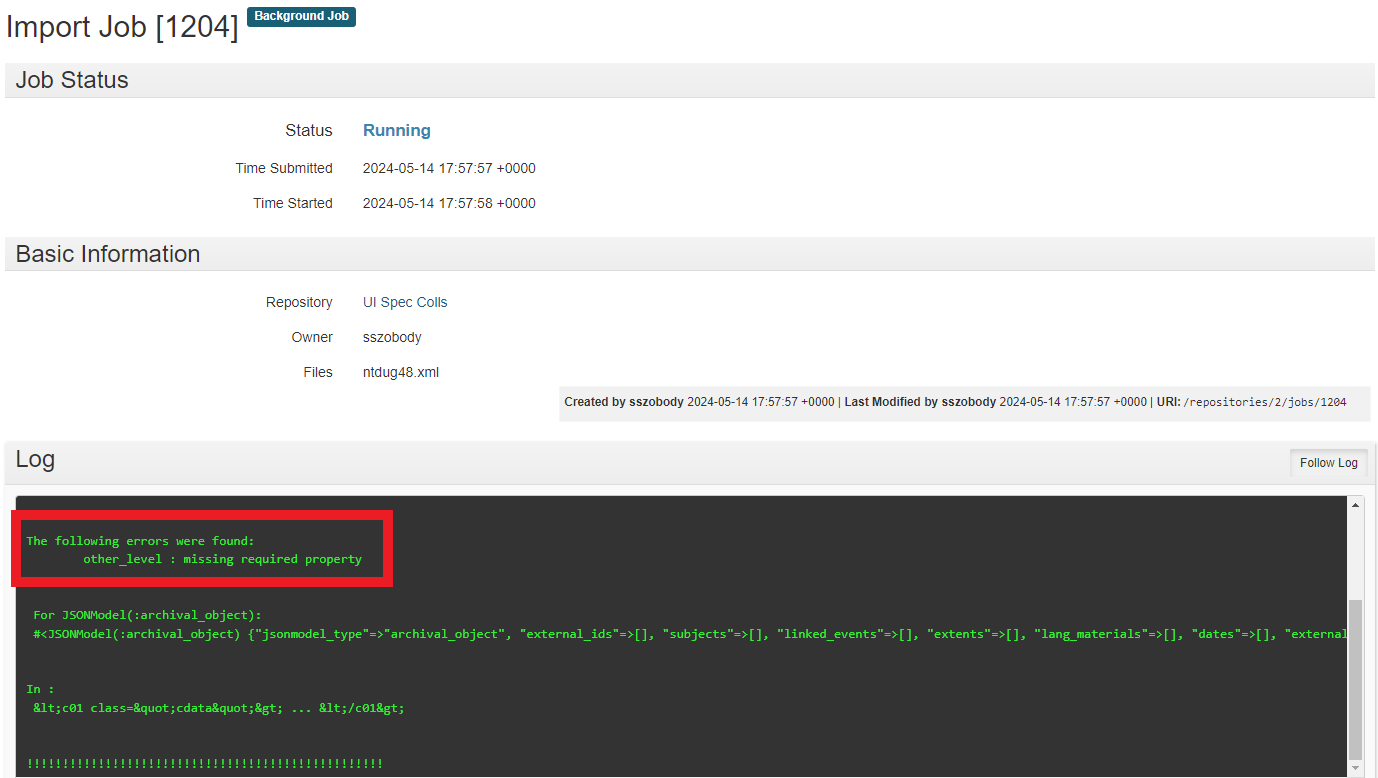 Import Job [1204] Background Job
Job Status
Status Running
Time Submitted 2024-05-14 17:57:57 +0000
Time Started 2024-05-14 17:57:58 +0000
Basic Information
Repository UI Spec Colls
Owner sszobody
Files ntdug48.xml
Created by sszobody 2024-05-14 17:57:57 +0000 | Last Modified by sszobody 2024-05-14 17:57:57 +0000 | URI: /repositories/2/jobs/1204
Log Follow Log
The following errors were found:
other_level : missing required property
For JSONModel(:archival_object):
#<JSONModel(:archival_object) {"jsonmodel_type"=>"archival_object", "external_ids"=>[], "subjects"=>[], "linked_events"=>[], "extents"=>[], "lang_materials"=>[], "dates"=>[], "external
In :
&lt;c01 class=&quot;cdata&quot;&gt; ... &lt;/c01&gt;
!!!!!!!!!!!!!!!!!!!!!!!!!!!!!!!!!!!!!!!!!!!!!!!!!!